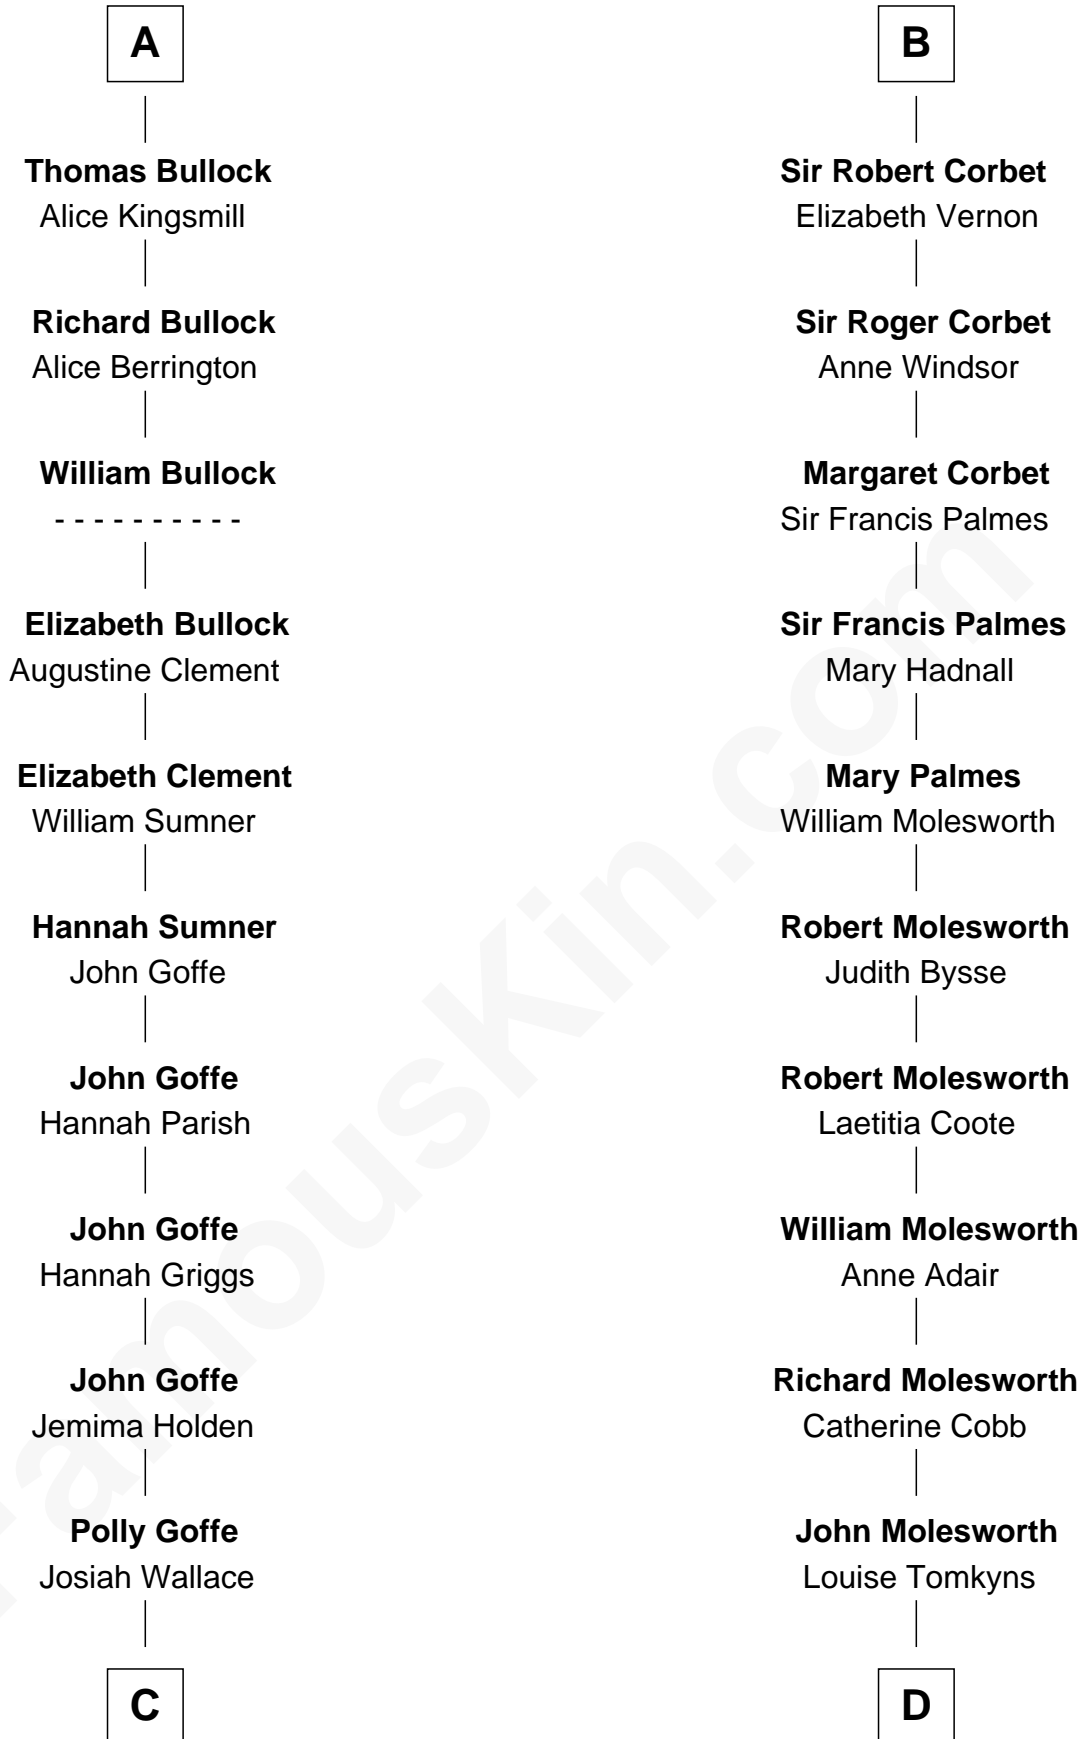 A
Thomas Bullock
Alice Kingsmill
Richard Bullock
Alice Berrington
William Bullock
- - - - - - - - - -
Elizabeth Bullock
Augustine Clement
Elizabeth Clement
William Sumner
Hannah Sumner
John Goffe
John Goffe
Hannah Parish
John Goffe
Hannah Griggs
John Goffe
Jemima Holden
Polly Goffe
Josiah Wallace
C
B
Sir Robert Corbet
Elizabeth Vernon
Sir Roger Corbet
Anne Windsor
Margaret Corbet
Sir Francis Palmes
Sir Francis Palmes
Mary Hadnall
Mary Palmes
William Molesworth
Robert Molesworth
Judith Bysse
Robert Molesworth
Laetitia Coote
William Molesworth
Anne Adair
Richard Molesworth
Catherine Cobb
John Molesworth
Louise Tomkyns
D
FamousKin.com